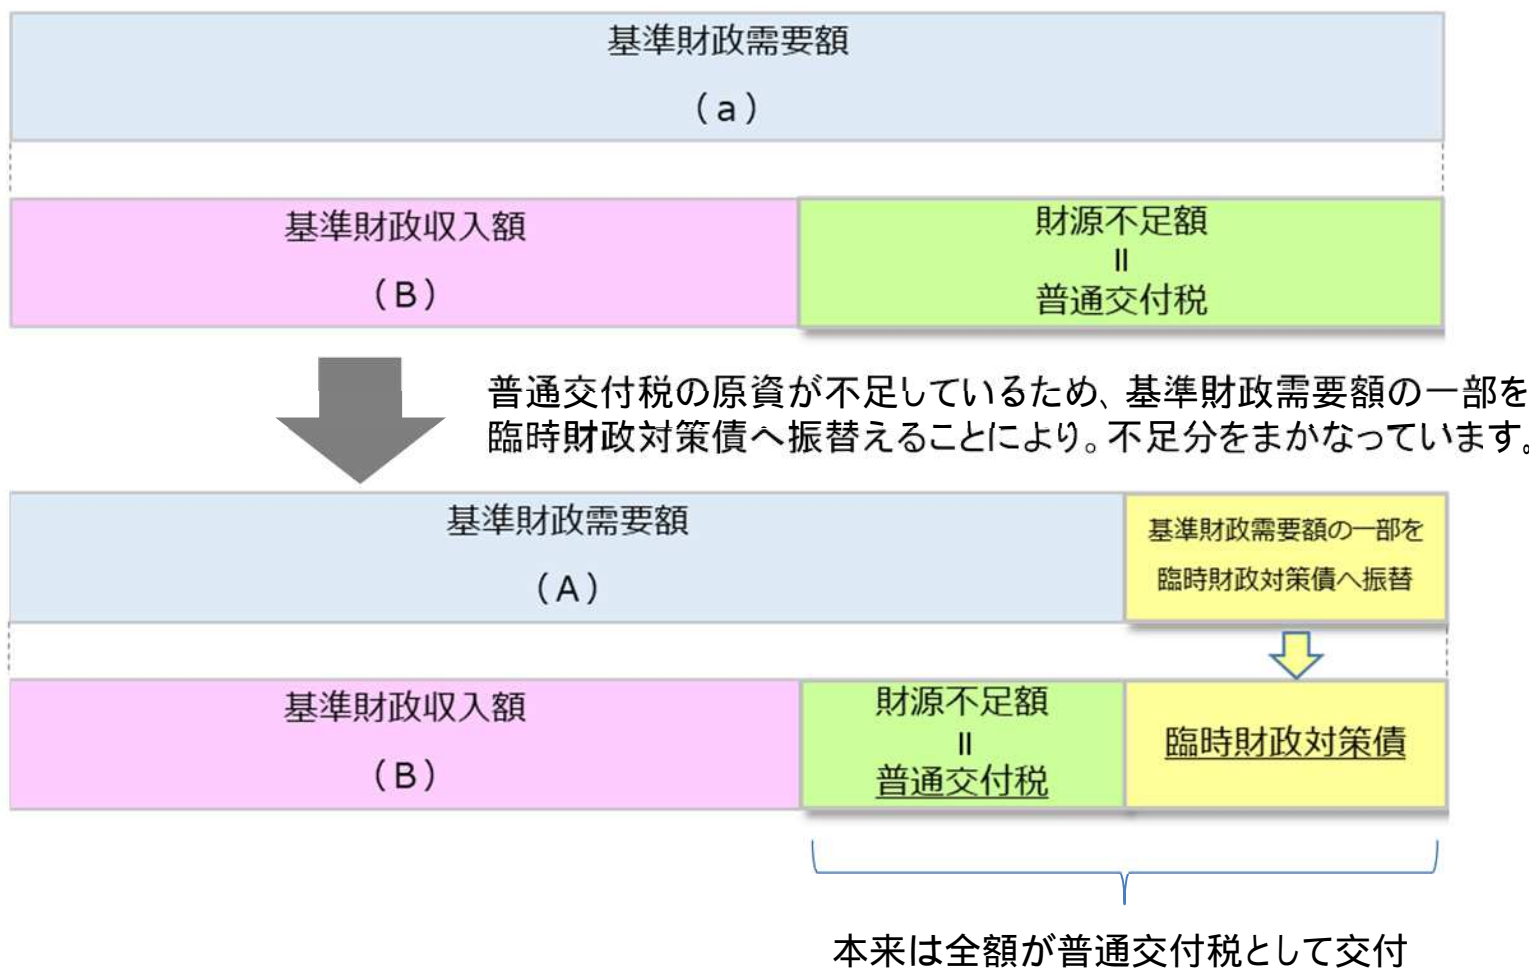 基準財政需要額
（a）
基準財政収入額
（B）
財源不足額
＝
普通交付税
普通交付税の原資が不足しているため、基準財政需要額の一部を
臨時財政対策債へ振替えることにより。不足分をまかなっています。
基準財政需要額
（A）
基準財政需要額の一部を
臨時財政対策債へ振替
基準財政収入額
（B）
財源不足額
＝
普通交付税
臨時財政対策債
本来は全額が普通交付税として交付